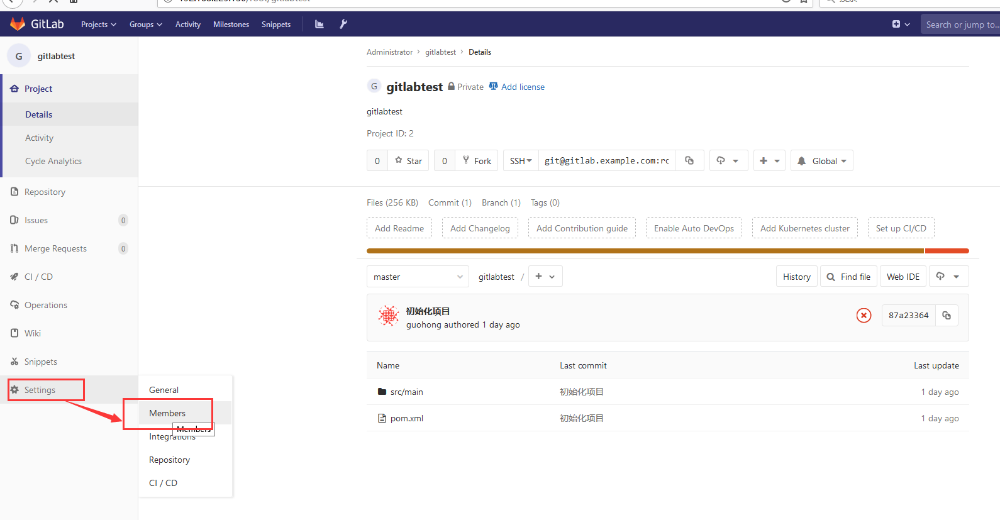 GitLab Projects Groups Activity Milestones Snippets Search or jump to...
G gitlabtest
Project
Details
Activity
Cycle Analytics
Repository
Issues 0
Merge Requests 0
CI / CD
Operations
Wiki
Snippets
Settings
General
Members
Members
Integrations
Repository
CI / CD
Administrator > gitlabtest > Details
G gitlabtest Private Add license
gitlabtest
Project ID: 2
0 Star 0 Fork SSH git@gitlab.example.com:rc Global
Files (256 KB) Commit (1) Branch (1) Tags (0)
Add Readme Add Changelog Add Contribution guide Enable Auto DevOps Add Kubernetes cluster Set up CI/CD
master gitlabtest / + History Find file Web IDE
初始化项目
guohong authored 1 day ago
87a23364
Name Last commit Last update
src/main 初始化项目 1 day ago
pom.xml 初始化项目 1 day ago